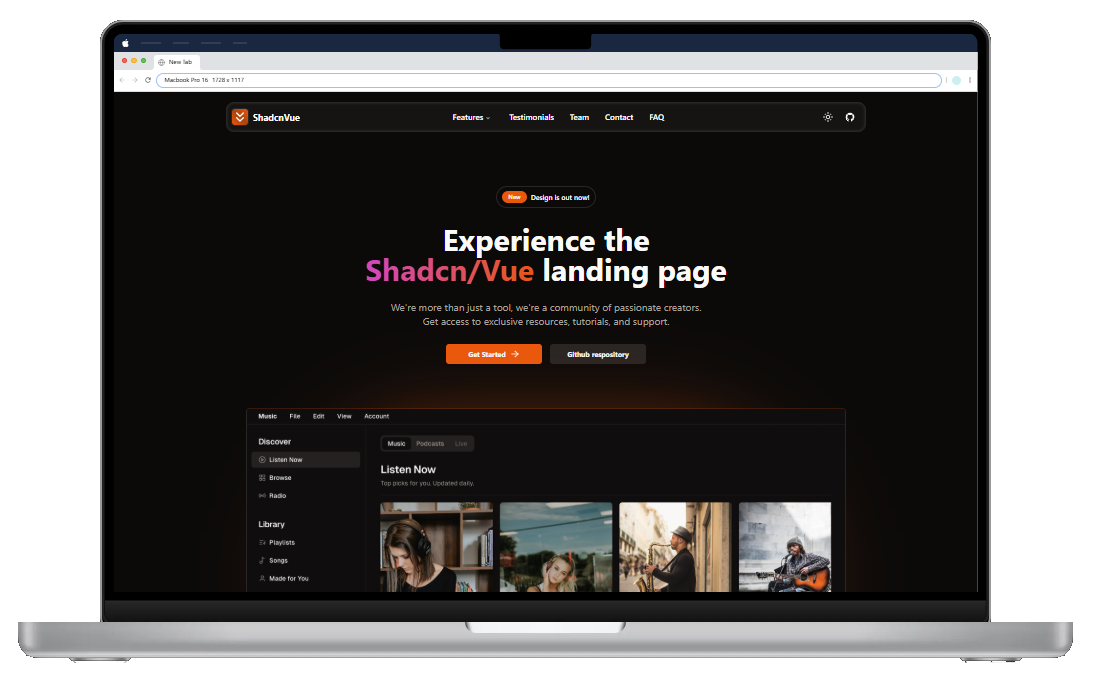 New Tab
Macbook Pro 16 1728 x 1117
ShadcnVue
Features
Testimonials
Team
Contact
FAQ
New
Design is out now!
Experience the
Shadcn/Vue landing page
We're more than just a tool, we're a community of passionate creators.
Get access to exclusive resources, tutorials, and support.
Get Started
Github respository
Music File Edit View Account
Discover
Listen Now
Browse
Radio
Library
Playlists
Songs
Made for You
Music Podcasts Live
Listen Now
Top picks for you. Updated daily.